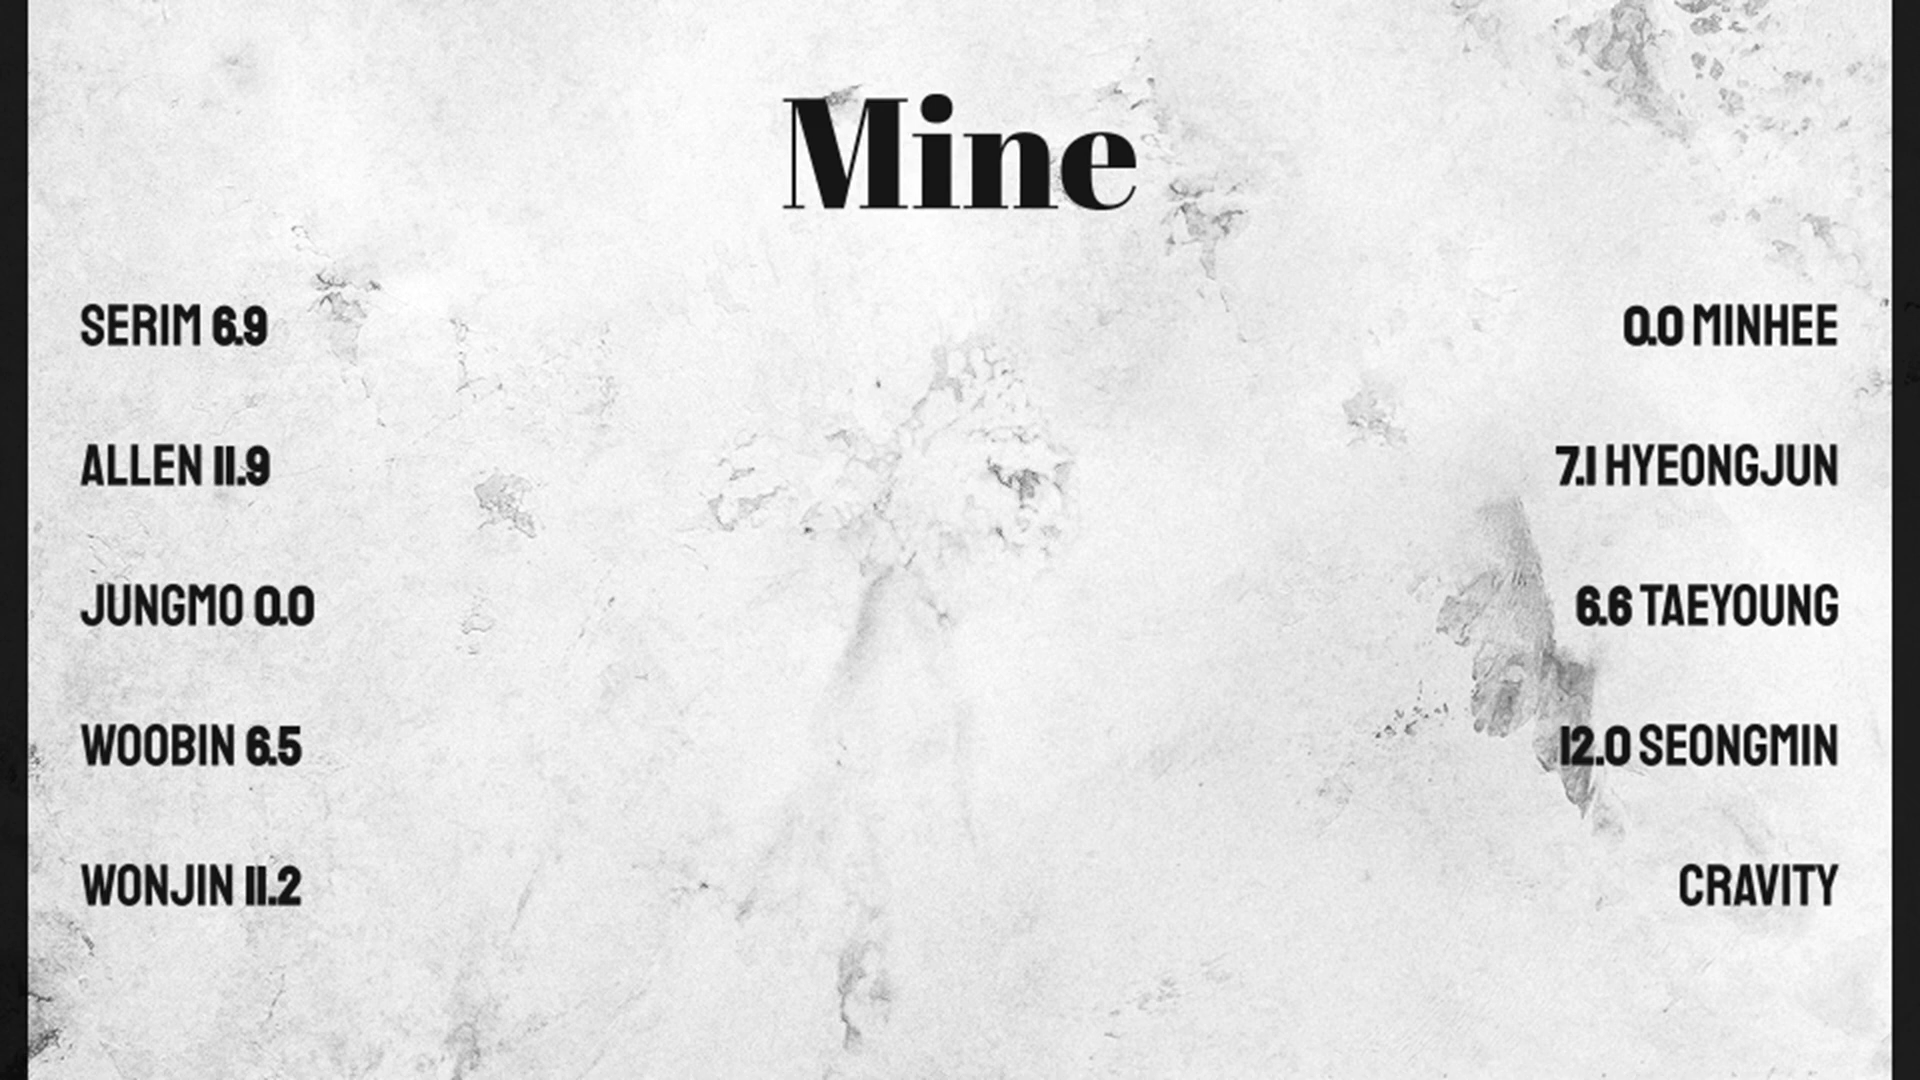 Mine
SERIM 6.9
ALLEN 11.9
JUNGMO 0.0
WOOBIN 6.5
WONJIN 11.2
0.0 MINHEE
7.1 HYEONGJUN
6.6 TAEYOUNG
12.0 SEONGMIN
CRAVITY